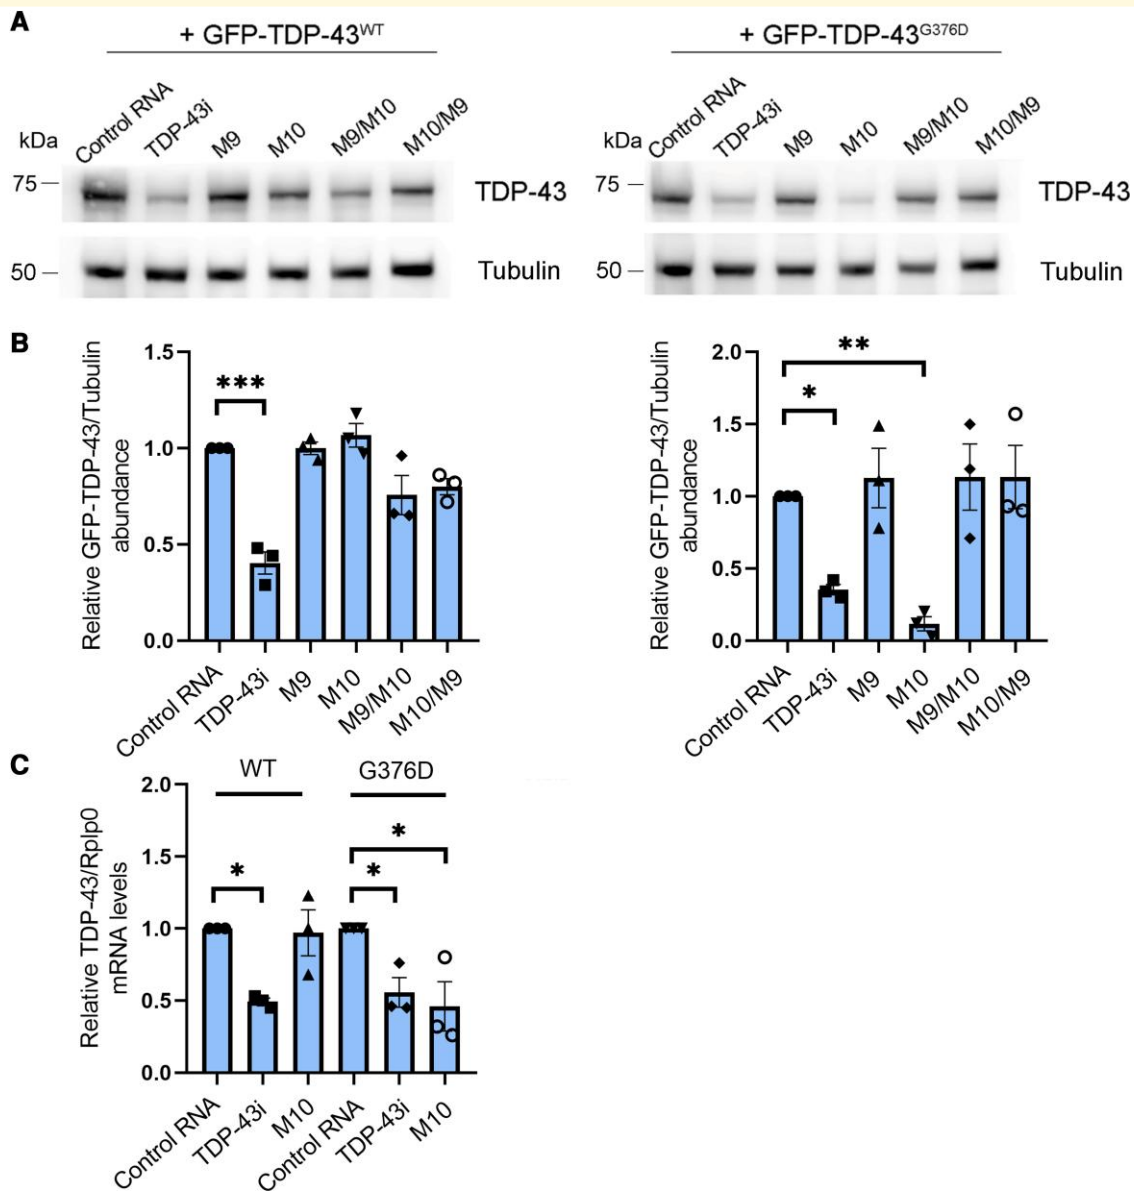 A
+ GFP-TDP-43WT
+ GFP-TDP-43G376D
kDa
Control RNA
TDP-43i
M9
M10
M9/M10
M10/M9
75
TDP-43
50
Tubulin
kDa
Control RNA
TDP-43i
M9
M10
M9/M10
M10/M9
75
TDP-43
50
Tubulin
B
Relative GFP-TDP-43/Tubulin
abundance
1.5
1.0
0.5
0.0
***
Control RNA
TDP-43i
M9
M10
M9/M10
M10/M9
Relative GFP-TDP-43/Tubulin
abundance
2.0
1.5
1.0
0.5
0.0
**
*
Control RNA
TDP-43i
M9
M10
M9/M10
M10/M9
C
WT
G376D
Relative TDP-43/Rplp0
mRNA levels
2.0
1.5
1.0
0.5
0.0
*
*
*
Control RNA
TDP-43i
M10
Control RNA
TDP-43i
M10